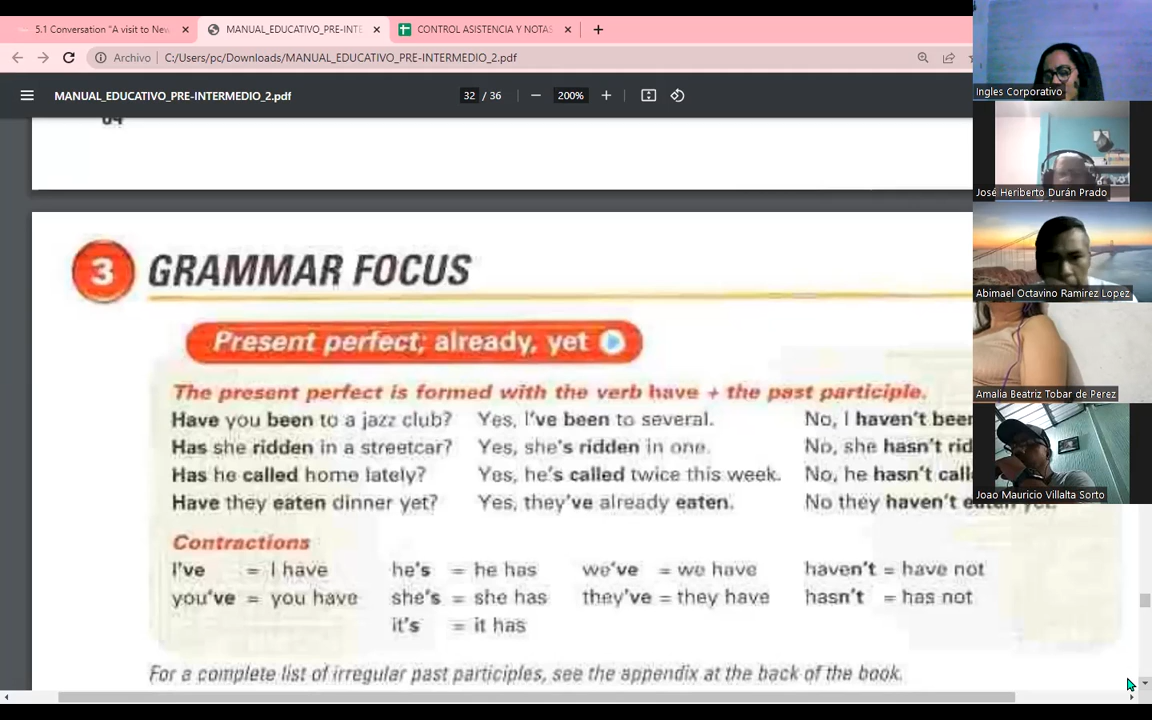 5.1 Conversation "A visit to New
MANUAL_EDUCATIVO_PRE-INTE
CONTROL ASISTENCIA Y NOTAS
Archivo
C:/Users/pc/Downloads/MANUAL_EDUCATIVO_PRE-INTERMEDIO_2.pdf
MANUAL_EDUCATIVO_PRE-INTERMEDIO_2.pdf
32 / 36
200%
3 GRAMMAR FOCUS
Present perfect; already, yet
The present perfect is formed with the verb have + the past participle.
Have you been to a jazz club? Yes, I've been to several. No, I haven't been
Has she ridden in a streetcar? Yes, she's ridden in one. No, she hasn't rid
Has he called home lately? Yes, he's called twice this week. No, he hasn't call
Have they eaten dinner yet? Yes, they've already eaten. No they haven't eaten yet.
Contractions
I've = I have he's = he has we've = we have haven't = have not
you've = you have she's = she has they've = they have hasn't = has not
it's = it has
For a complete list of irregular past participles, see the appendix at the back of the book.
Ingles Corporativo
José Heriberto Durán Prado
Abimael Octavino Ramirez Lopez
Amalia Beatriz Tobar de Perez
Joao Mauricio Villalta Sorto